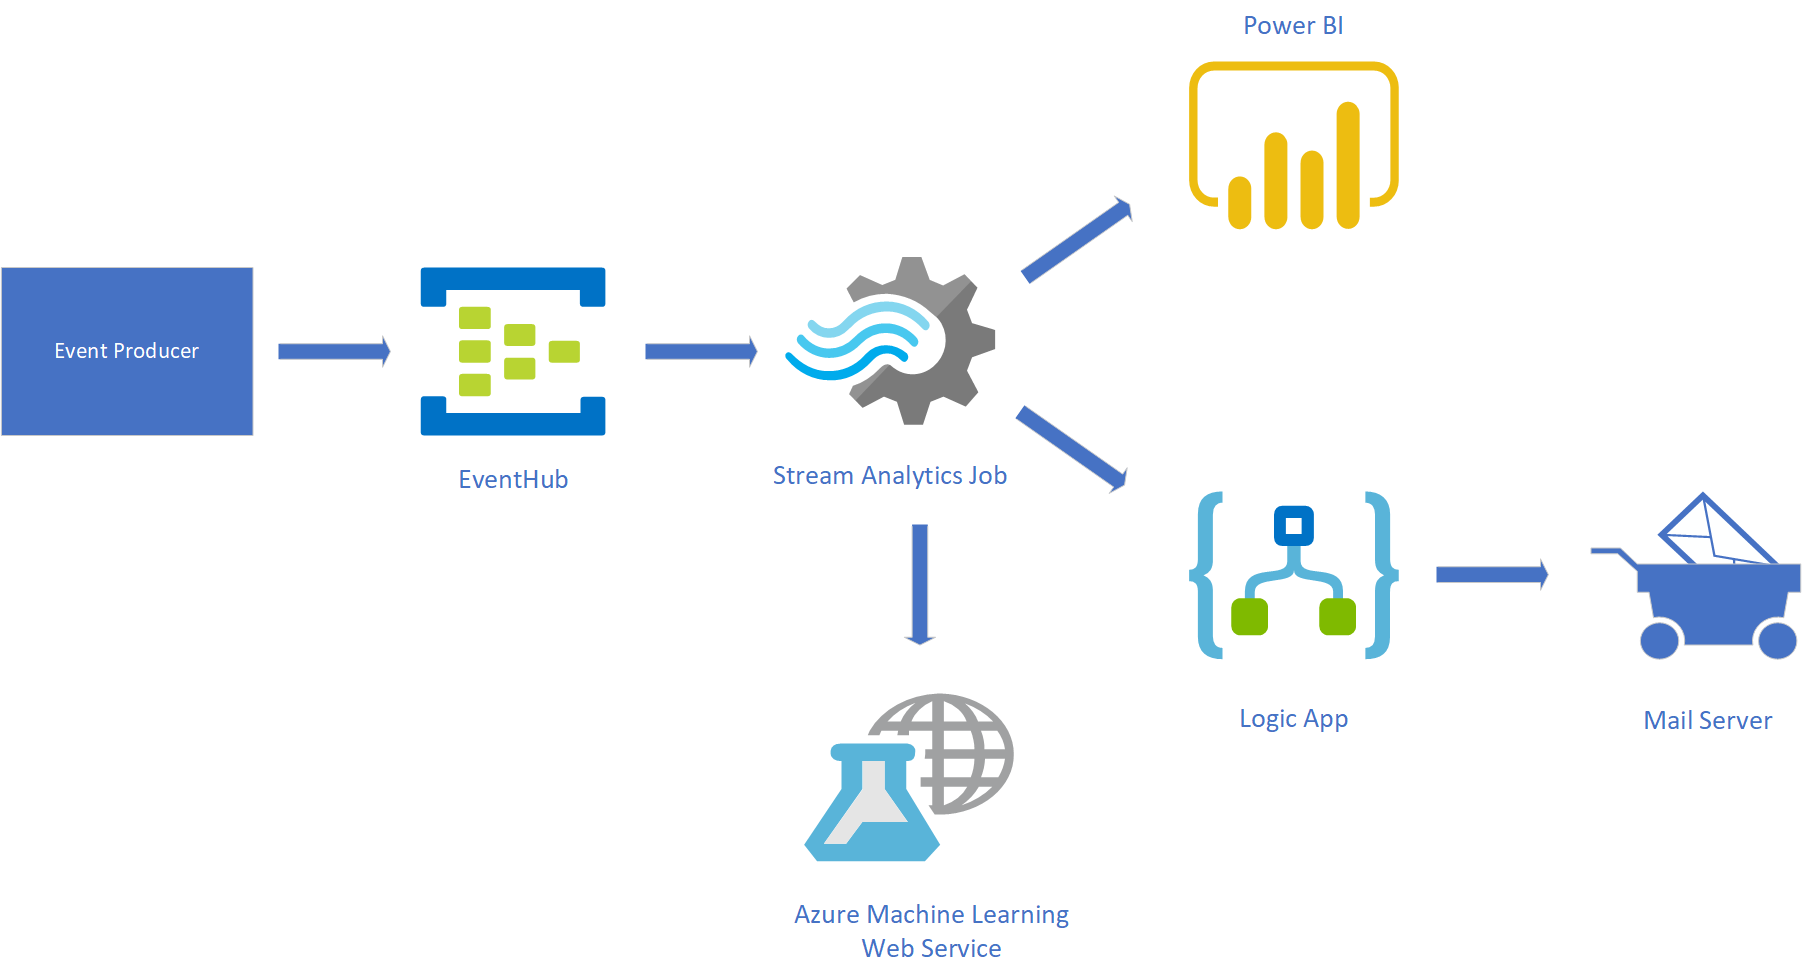 Power BI
Event Producer
EventHub
Stream Analytics Job
Logic App
Mail Server
Azure Machine Learning
Web Service